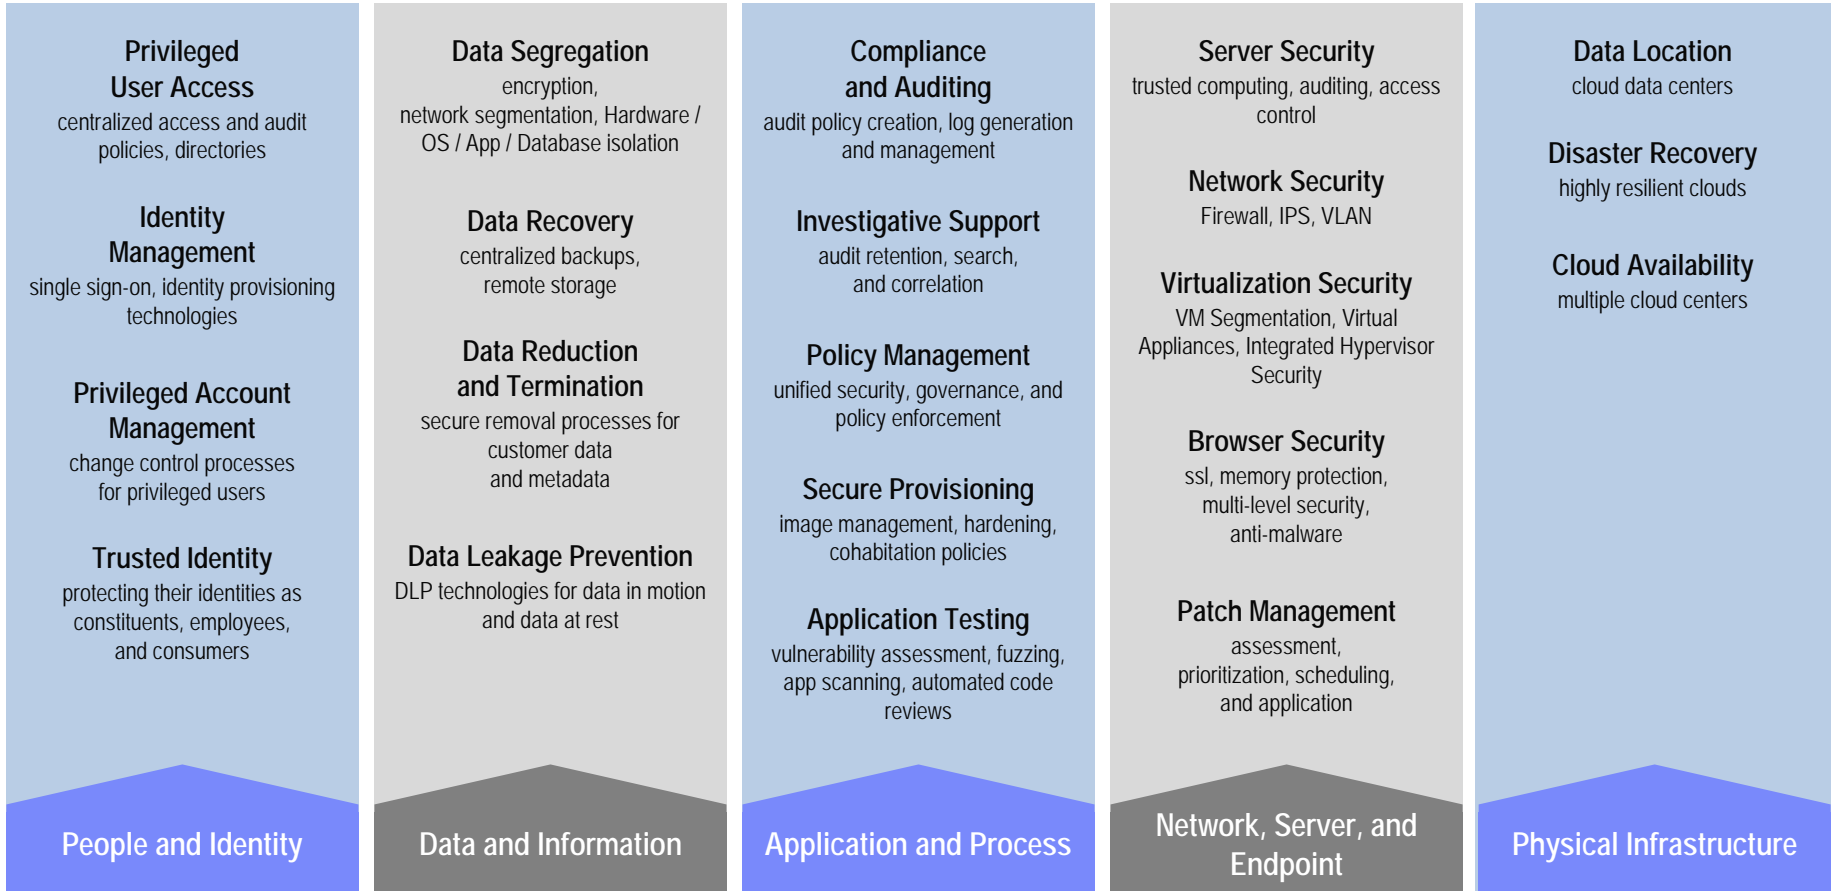 Privileged
User Access
centralized access and audit
policies, directories
Identity
Management
single sign-on, identity provisioning
technologies
Privileged Account
Management
change control processes
for privileged users
Trusted Identity
protecting their identities as
constituents, employees,
and consumers
People and Identity
Data Segregation
encryption,
network segmentation, Hardware /
OS / App / Database isolation
Data Recovery
centralized backups,
remote storage
Data Reduction
and Termination
secure removal processes for
customer data
and metadata
Data Leakage Prevention
DLP technologies for data in motion
and data at rest
Data and Information
Compliance
and Auditing
audit policy creation, log generation
and management
Investigative Support
audit retention, search,
and correlation
Policy Management
unified security, governance, and
policy enforcement
Secure Provisioning
image management, hardening,
cohabitation policies
Application Testing
vulnerability assessment, fuzzing,
app scanning, automated code
reviews
Application and Process
Server Security
trusted computing, auditing, access
control
Network Security
Firewall, IPS, VLAN
Virtualization Security
VM Segmentation, Virtual
Appliances, Integrated Hypervisor
Security
Browser Security
ssl, memory protection,
multi-level security,
anti-malware
Patch Management
assessment,
prioritization, scheduling,
and application
Network, Server, and
Endpoint
Data Location
cloud data centers
Disaster Recovery
highly resilient clouds
Cloud Availability
multiple cloud centers
Physical Infrastructure